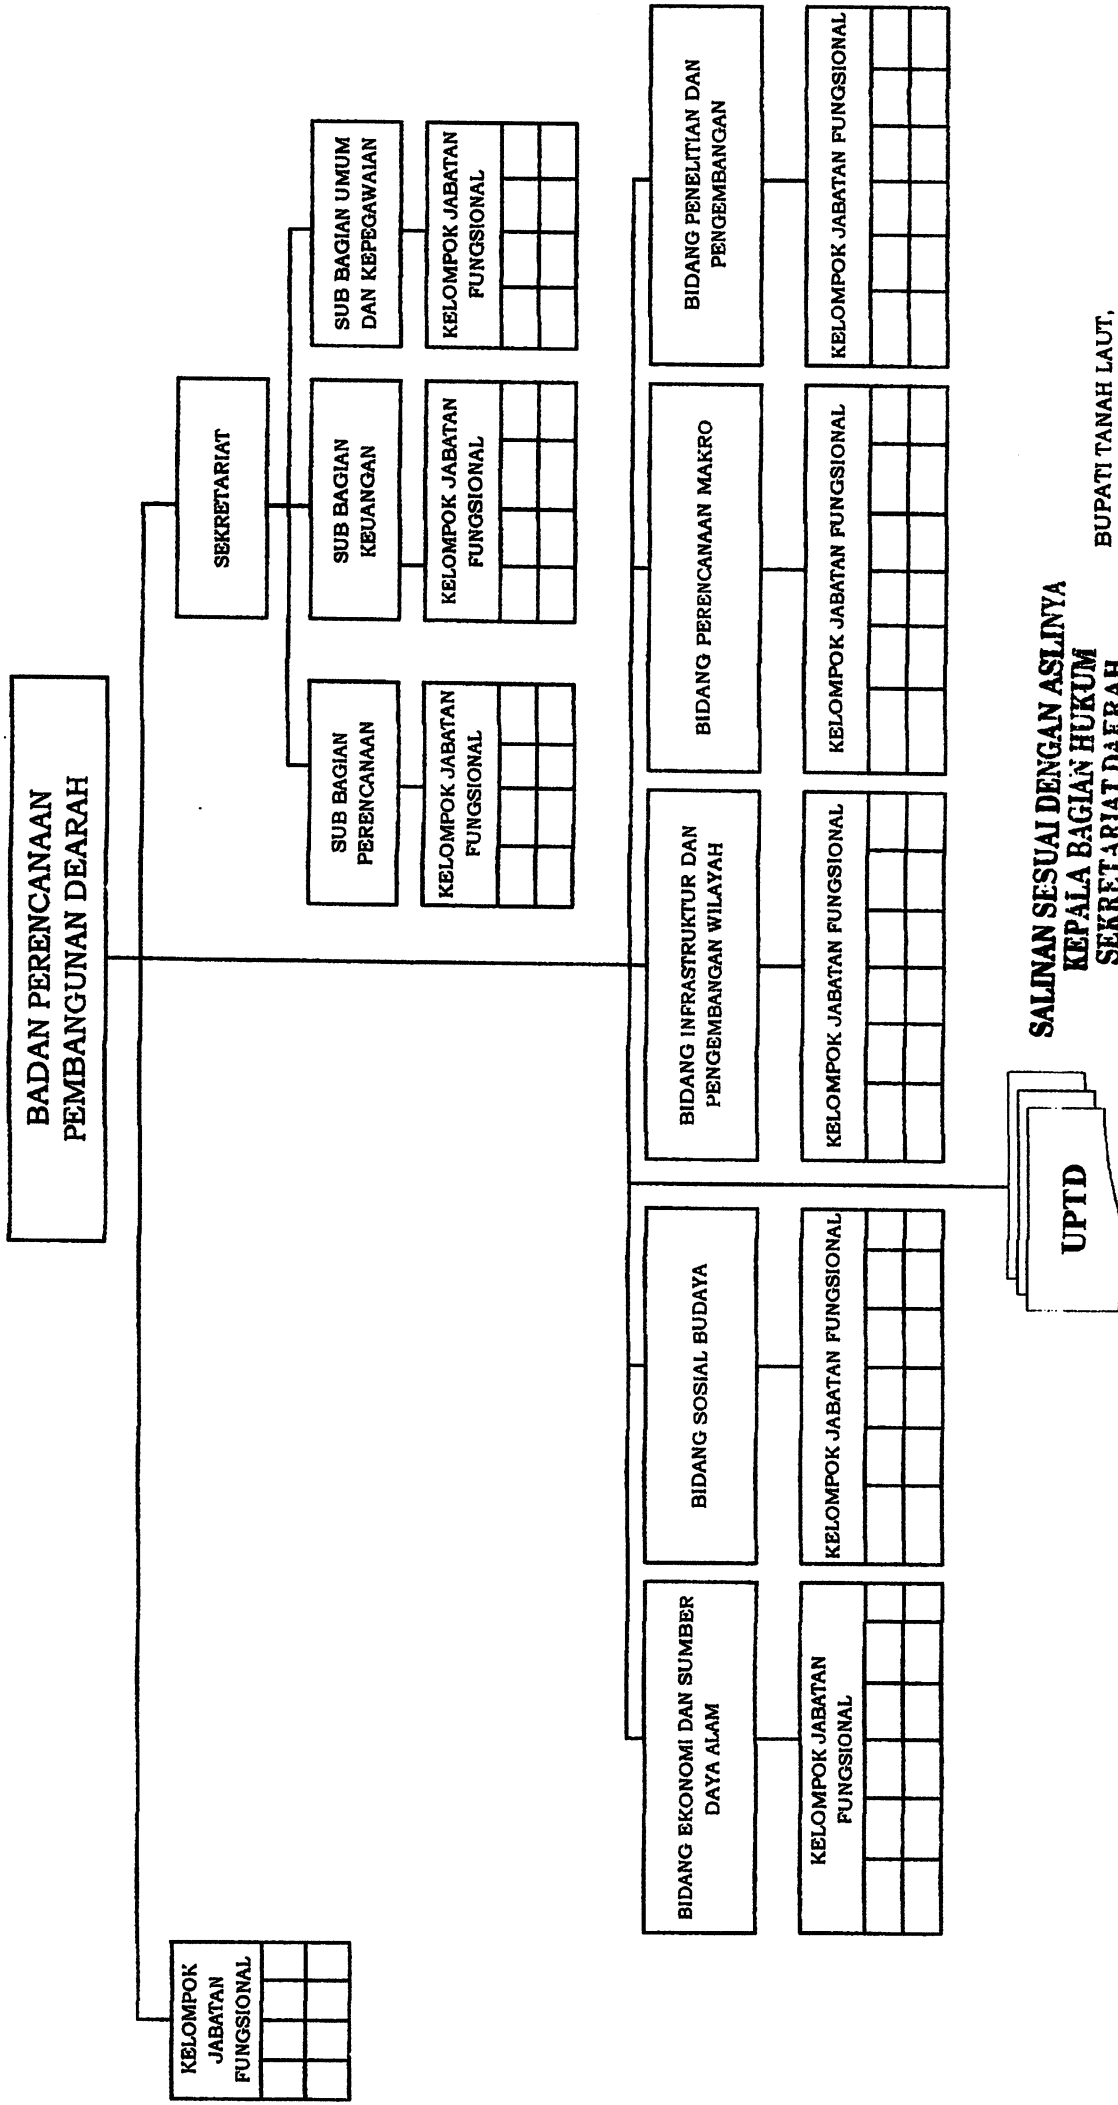 BADAN PERENCANAAN
PEMBANGUNAN DEARAH
KELOMPOK
JABATAN
FUNGSIONAL
SEKRETARIAT
SUB BAGIAN
PERENCANAAN
SUB BAGIAN
KEUANGAN
SUB BAGIAN UMUM
DAN KEPEGAWAIAN
KELOMPOK JABATAN
FUNGSIONAL
KELOMPOK JABATAN
FUNGSIONAL
KELOMPOK JABATAN
FUNGSIONAL
BIDANG EKONOMI DAN SUMBER
DAYA ALAM
BIDANG SOSIAL BUDAYA
BIDANG INFRASTRUKTUR DAN
PENGEMBANGAN WILAYAH
BIDANG PERENCANAAN MAKRO
BIDANG PENELITIAN DAN
PENGEMBANGAN
KELOMPOK JABATAN
FUNGSIONAL
KELOMPOK JABATAN FUNGSIONAL
KELOMPOK JABATAN FUNGSIONAL
KELOMPOK JABATAN FUNGSIONAL
KELOMPOK JABATAN FUNGSIONAL
UPTD
SALINAN SESUAI DENGAN ASLINYA
KEPALA BAGIAN HUKUM
SEKRETARIAT DAERAH
BUPATI TANAH LAUT,